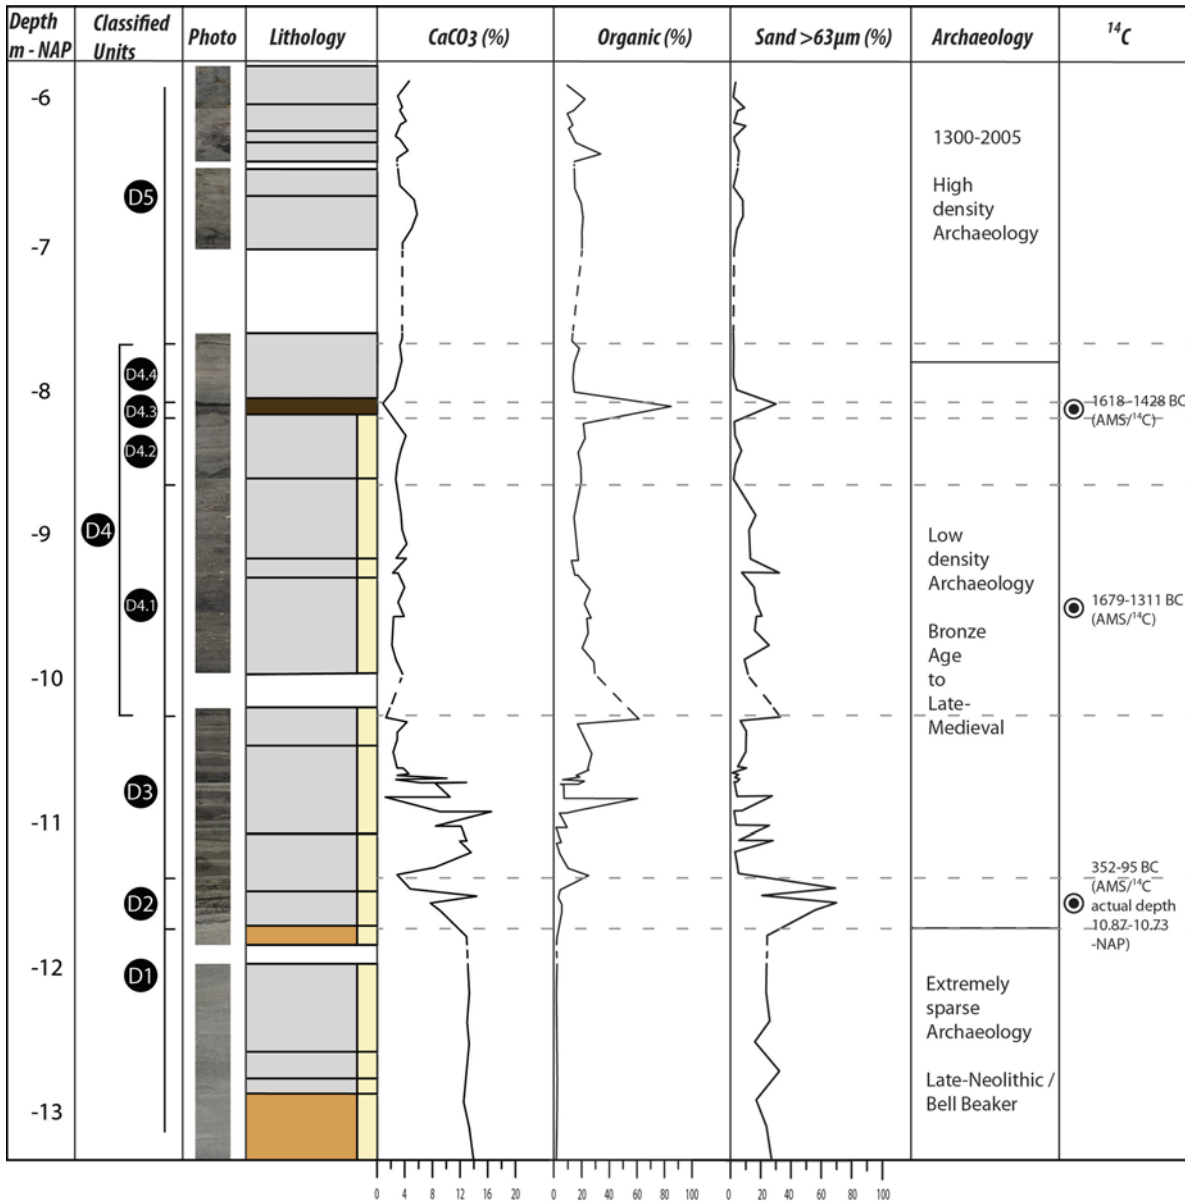 Depth
m - NAP
Classified
Units
Photo
Lithology
CaCO3 (%)
Organic (%)
Sand >63µm (%)
Archaeology
¹⁴C
-6
-7
-8
-9
-10
-11
-12
-13
D5
D4.4
D4.3
D4.2
D4
D4.1
D3
D2
D1
1300-2005
High
density
Archaeology
Low
density
Archaeology
Bronze
Age
to
Late-
Medieval
Extremely
sparse
Archaeology
Late-Neolithic /
Bell Beaker
1618 -1428 BC
(AMS/¹⁴C)
1679-1311 BC
(AMS/¹⁴C)
352-95 BC
(AMS/¹⁴C
actual depth
10.87-10.73
-NAP)
0 4 8 12 16 20
0 20 40 60 80 100
0 20 40 60 80 100